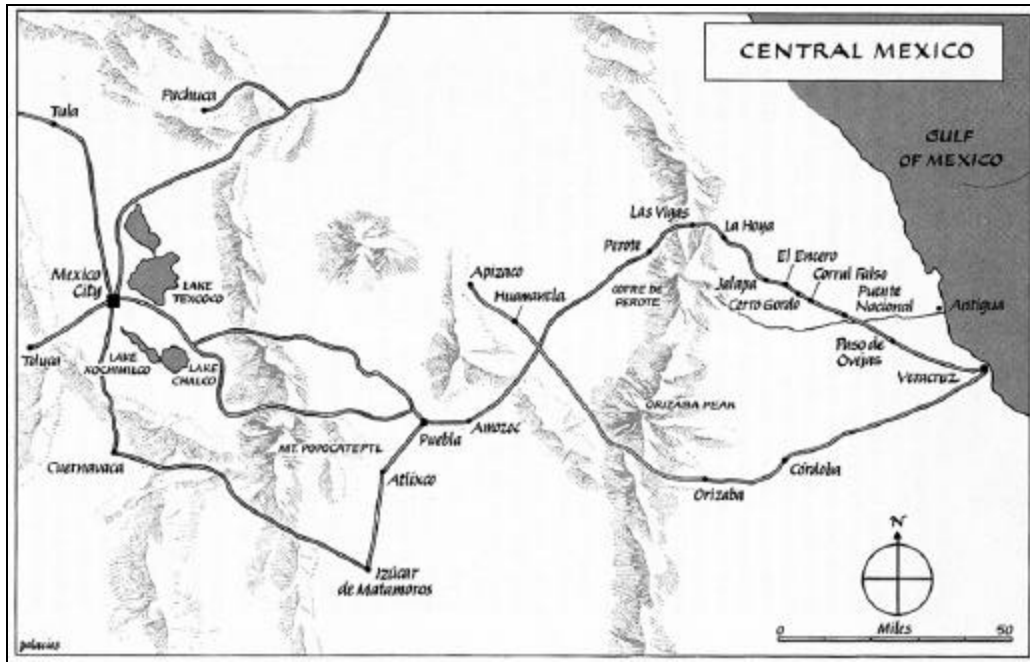 CENTRAL MEXICO
GULF
OF MEXICO
Pachuca
Tula
Las Vigas
La Hoya
Perote
El Encero
Corral Falso
Mexico
City
LAKE
TEXCOCO
Apizaco
Huamantla
COFRE DE
PEROTE
Jalapa
Cerro Gordo
Puente
Nacional
Antigua
Toluca
LAKE
XOCHIMILCO
LAKE
CHALCO
Paso de
Ovejas
Veracruz
ORIZABA PEAK
MT. POPOCATEPTL
Puebla
Amozoc
Cuernavaca
Atlixco
Córdoba
Orizaba
Izúcar
de Matamoros
N
0 Miles 50
palacios